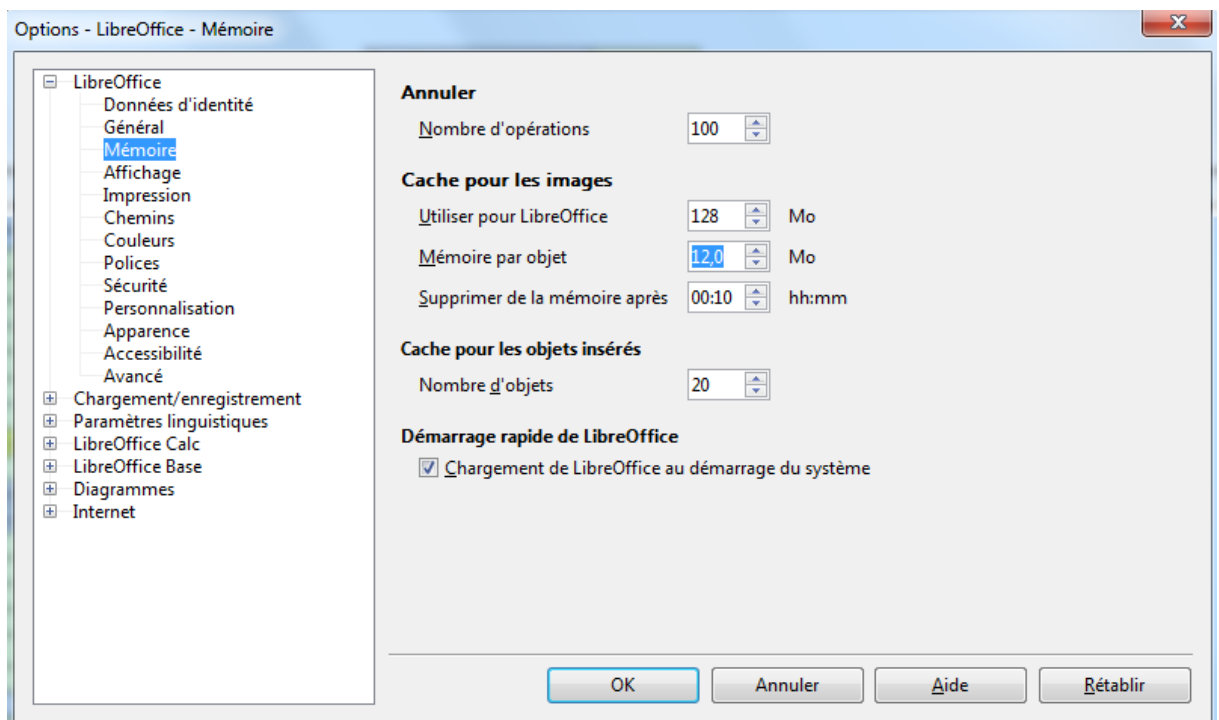 Options - LibreOffice - Mémoire
LibreOffice
Données d'identité
Général
Mémoire
Affichage
Impression
Chemins
Couleurs
Polices
Sécurité
Personnalisation
Apparence
Accessibilité
Avancé
Chargement/enregistrement
Paramètres linguistiques
LibreOffice Calc
LibreOffice Base
Diagrammes
Internet
Annuler
Nombre d'opérations 100
Cache pour les images
Utiliser pour LibreOffice 128 Mo
Mémoire par objet 12,0 Mo
Supprimer de la mémoire après 00:10 hh:mm
Cache pour les objets insérés
Nombre d'objets 20
Démarrage rapide de LibreOffice
Chargement de LibreOffice au démarrage du système
OK Annuler Aide Rétablir